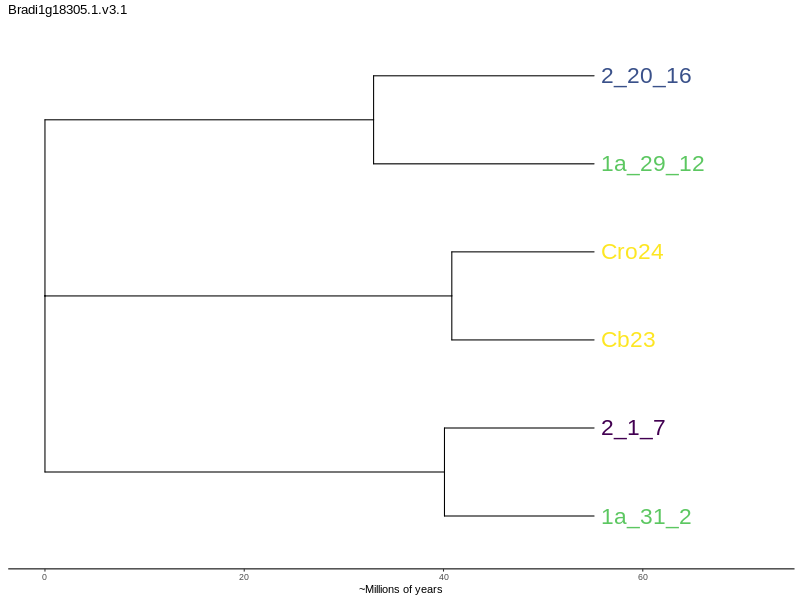 Bradi1g18305.1.v3.1
2_20_16
1a_29_12
Cro24
Cb23
2_1_7
1a_31_2
0 20 40 60
~Millions of years